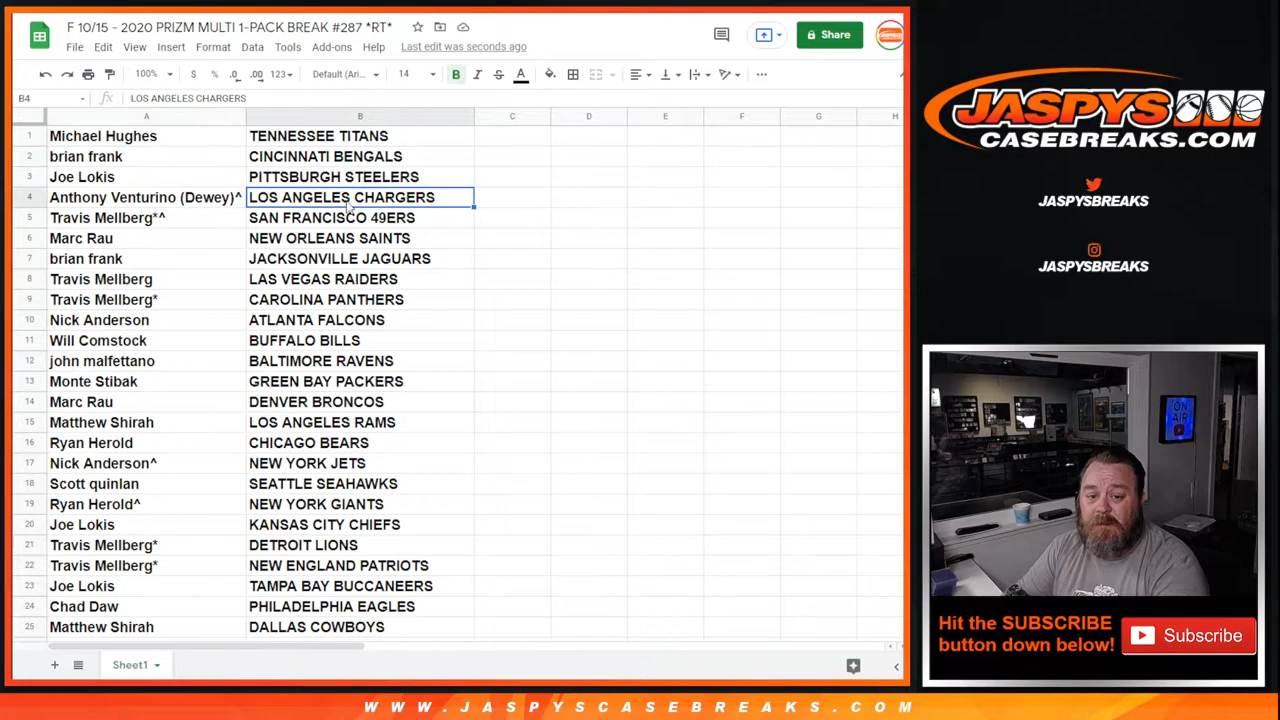 F 10/15 - 2020 PRIZM MULTI 1-PACK BREAK #287 *RT*
File Edit View Insert Format Data Tools Add-ons Help Last edit was seconds ago
Share
100% $ % .0 .00 123 Default (Ari... 14 B I S A
B4 fx LOS ANGELES CHARGERS
A B C D E F G H
1 Michael Hughes TENNESSEE TITANS
2 brian frank CINCINNATI BENGALS
3 Joe Lokis PITTSBURGH STEELERS
4 Anthony Venturino (Dewey)^ LOS ANGELES CHARGERS
5 Travis Mellberg*^ SAN FRANCISCO 49ERS
6 Marc Rau NEW ORLEANS SAINTS
7 brian frank JACKSONVILLE JAGUARS
8 Travis Mellberg LAS VEGAS RAIDERS
9 Travis Mellberg* CAROLINA PANTHERS
10 Nick Anderson ATLANTA FALCONS
11 Will Comstock BUFFALO BILLS
12 john malfettano BALTIMORE RAVENS
13 Monte Stibak GREEN BAY PACKERS
14 Marc Rau DENVER BRONCOS
15 Matthew Shirah LOS ANGELES RAMS
16 Ryan Herold CHICAGO BEARS
17 Nick Anderson^ NEW YORK JETS
18 Scott quinlan SEATTLE SEAHAWKS
19 Ryan Herold^ NEW YORK GIANTS
20 Joe Lokis KANSAS CITY CHIEFS
21 Travis Mellberg* DETROIT LIONS
22 Travis Mellberg* NEW ENGLAND PATRIOTS
23 Joe Lokis TAMPA BAY BUCCANEERS
24 Chad Daw PHILADELPHIA EAGLES
25 Matthew Shirah DALLAS COWBOYS
Sheet1
JASPYS
CASEBREAKS.COM
JASPYSBREAKS
JASPYSBREAKS
ON
AIR
Hit the SUBSCRIBE
button down below!
Subscribe
WWW.JASPYSCASEBREAKS.COM